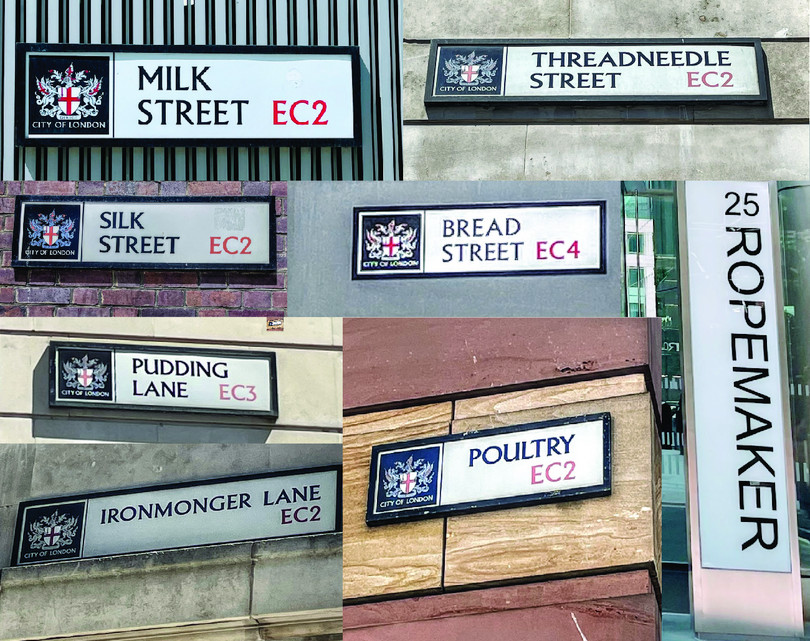 MILK
STREET EC2
CITY OF LONDON
THREADNEEDLE
STREET EC2
CITY OF LONDON
SILK
STREET EC2
CITY OF LONDON
BREAD
STREET EC4
CITY OF LONDON
25
ROPEMAKER
PUDDING
LANE EC3
CITY OF LONDON
POULTRY
EC2
CITY OF LONDON
IRONMONGER LANE
EC2
CITY OF LONDON